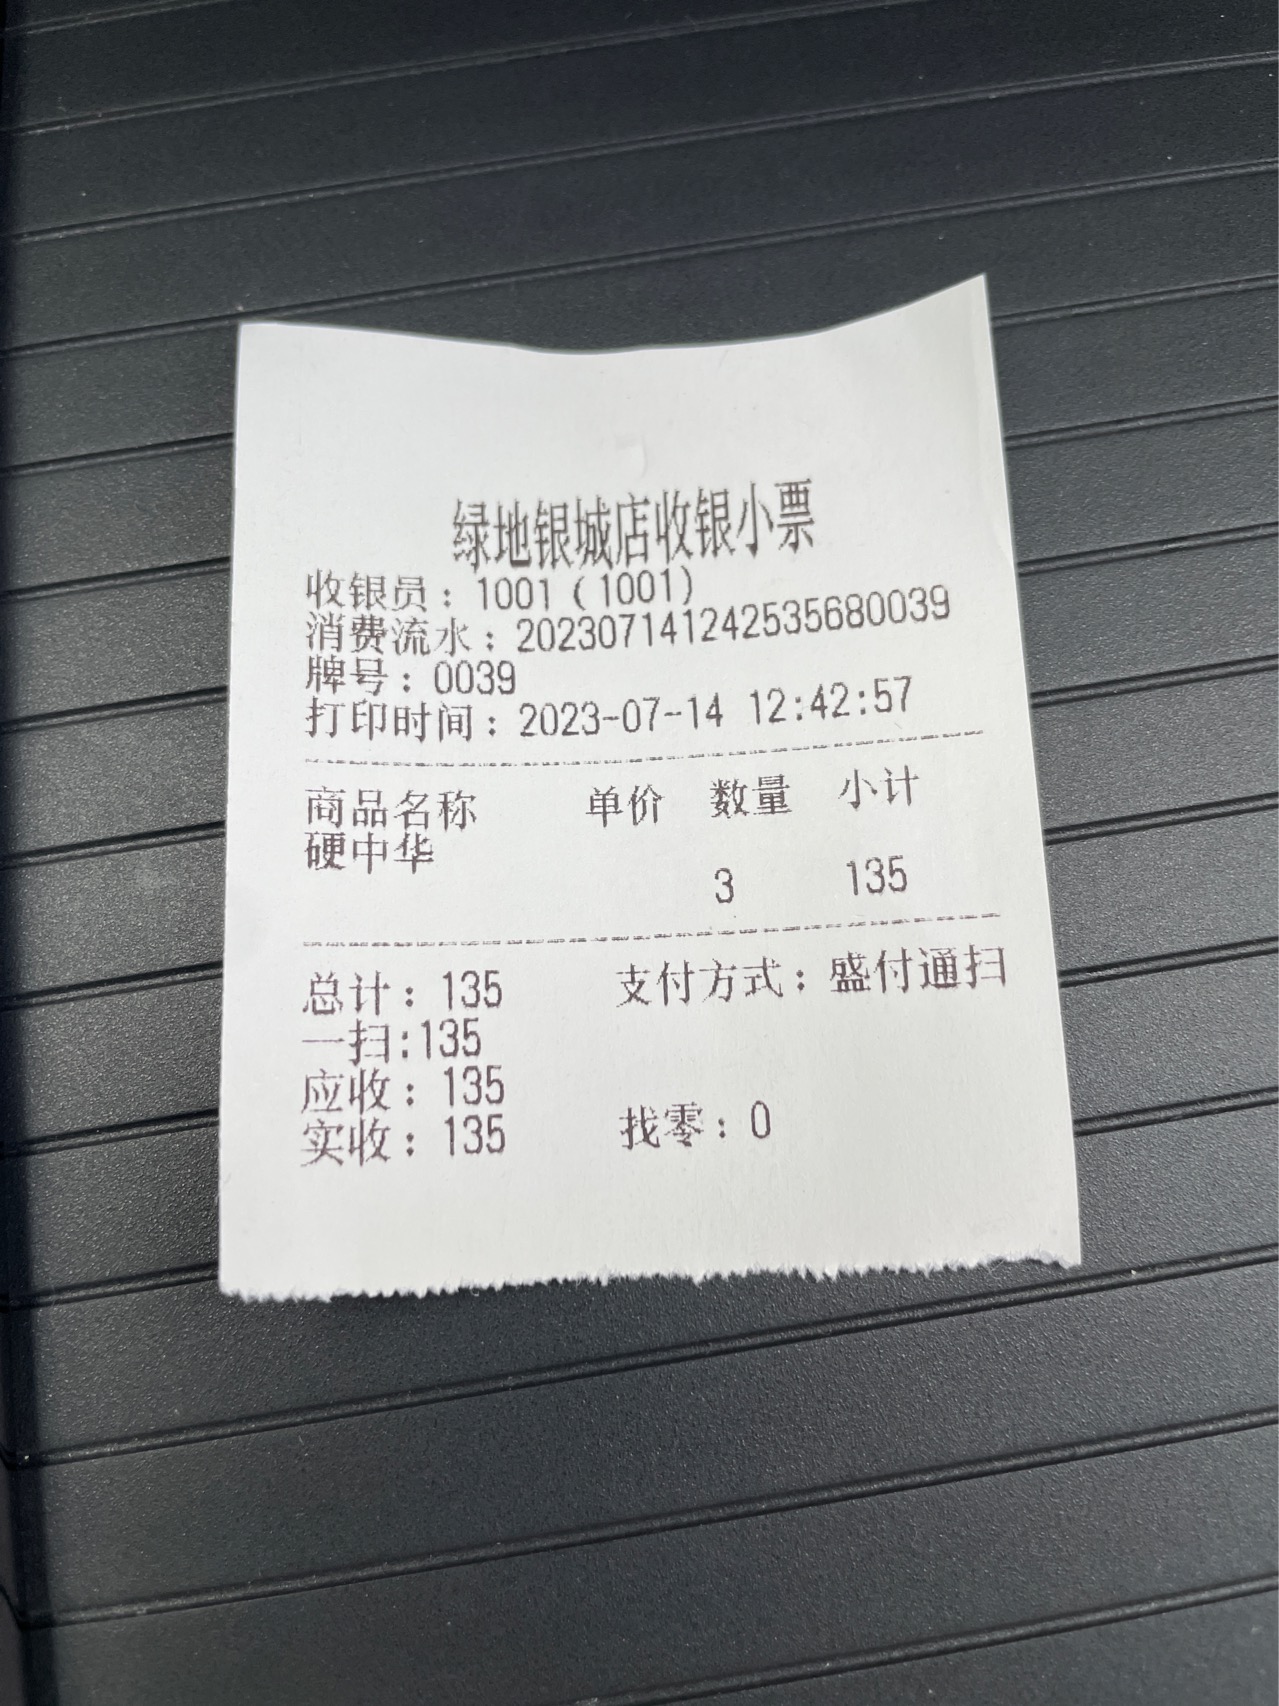 绿地银城店收银小票
收银员：1001（1001）
消费流水：202307141242535680039
牌号：0039
打印时间：2023-07-14 12:42:57
商品名称 单价 数量 小计
硬中华
3 135
总计：135 支付方式：盛付通扫
一扫:135
应收：135
实收：135 找零：0